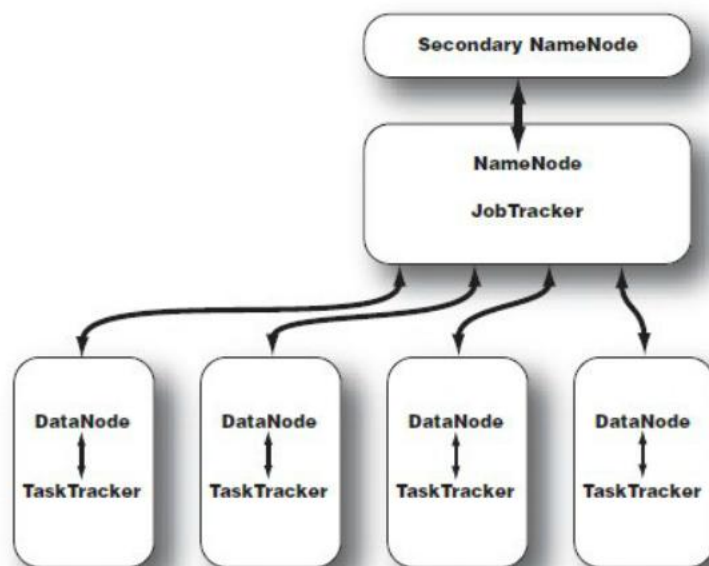 Secondary NameNode
NameNode
JobTracker
DataNode
TaskTracker
DataNode
TaskTracker
DataNode
TaskTracker
DataNode
TaskTracker